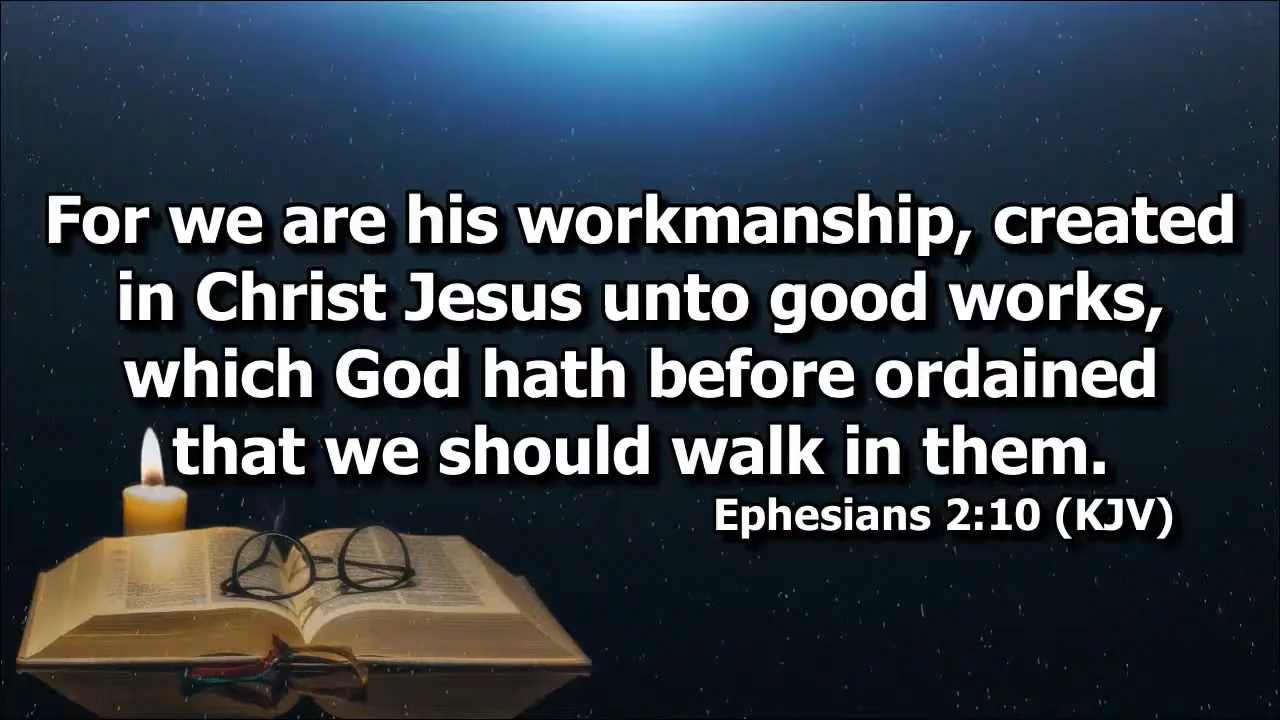 For we are his workmanship, created
in Christ Jesus unto good works,
which God hath before ordained
that we should walk in them.
Ephesians 2:10 (KJV)